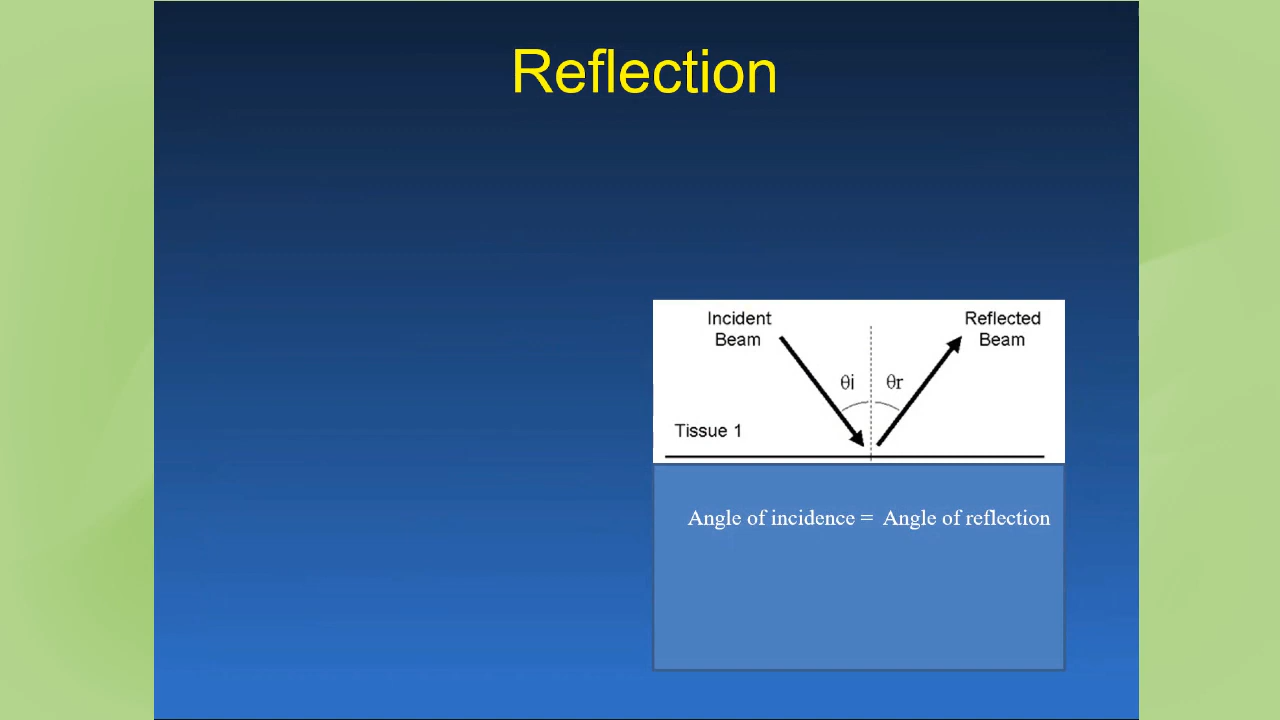 Reflection
Incident
Beam
Reflected
Beam
θi
θr
Tissue 1
Angle of incidence = Angle of reflection